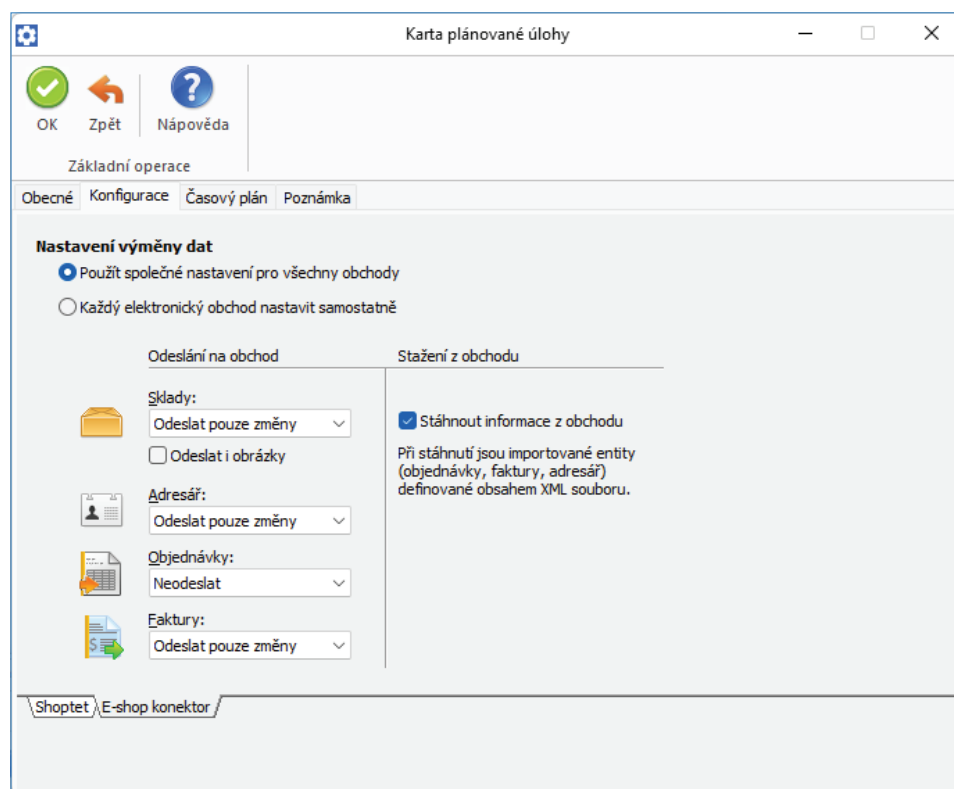 Karta plánované úlohy
OK
Zpět
Nápověda
Základní operace
Obecné
Konfigurace
Časový plán
Poznámka
Nastavení výměny dat
Použít společné nastavení pro všechny obchody
Každý elektronický obchod nastavit samostatně
Odeslání na obchod
Sklady:
Odeslat pouze změny
Odeslat i obrázky
Adresář:
Odeslat pouze změny
Objednávky:
Neodeslat
Faktury:
Odeslat pouze změny
Stažení z obchodu
Stáhnout informace z obchodu
Při stáhnutí jsou importované entity
(objednávky, faktury, adresář)
definované obsahem XML souboru.
Shoptet
E-shop konektor